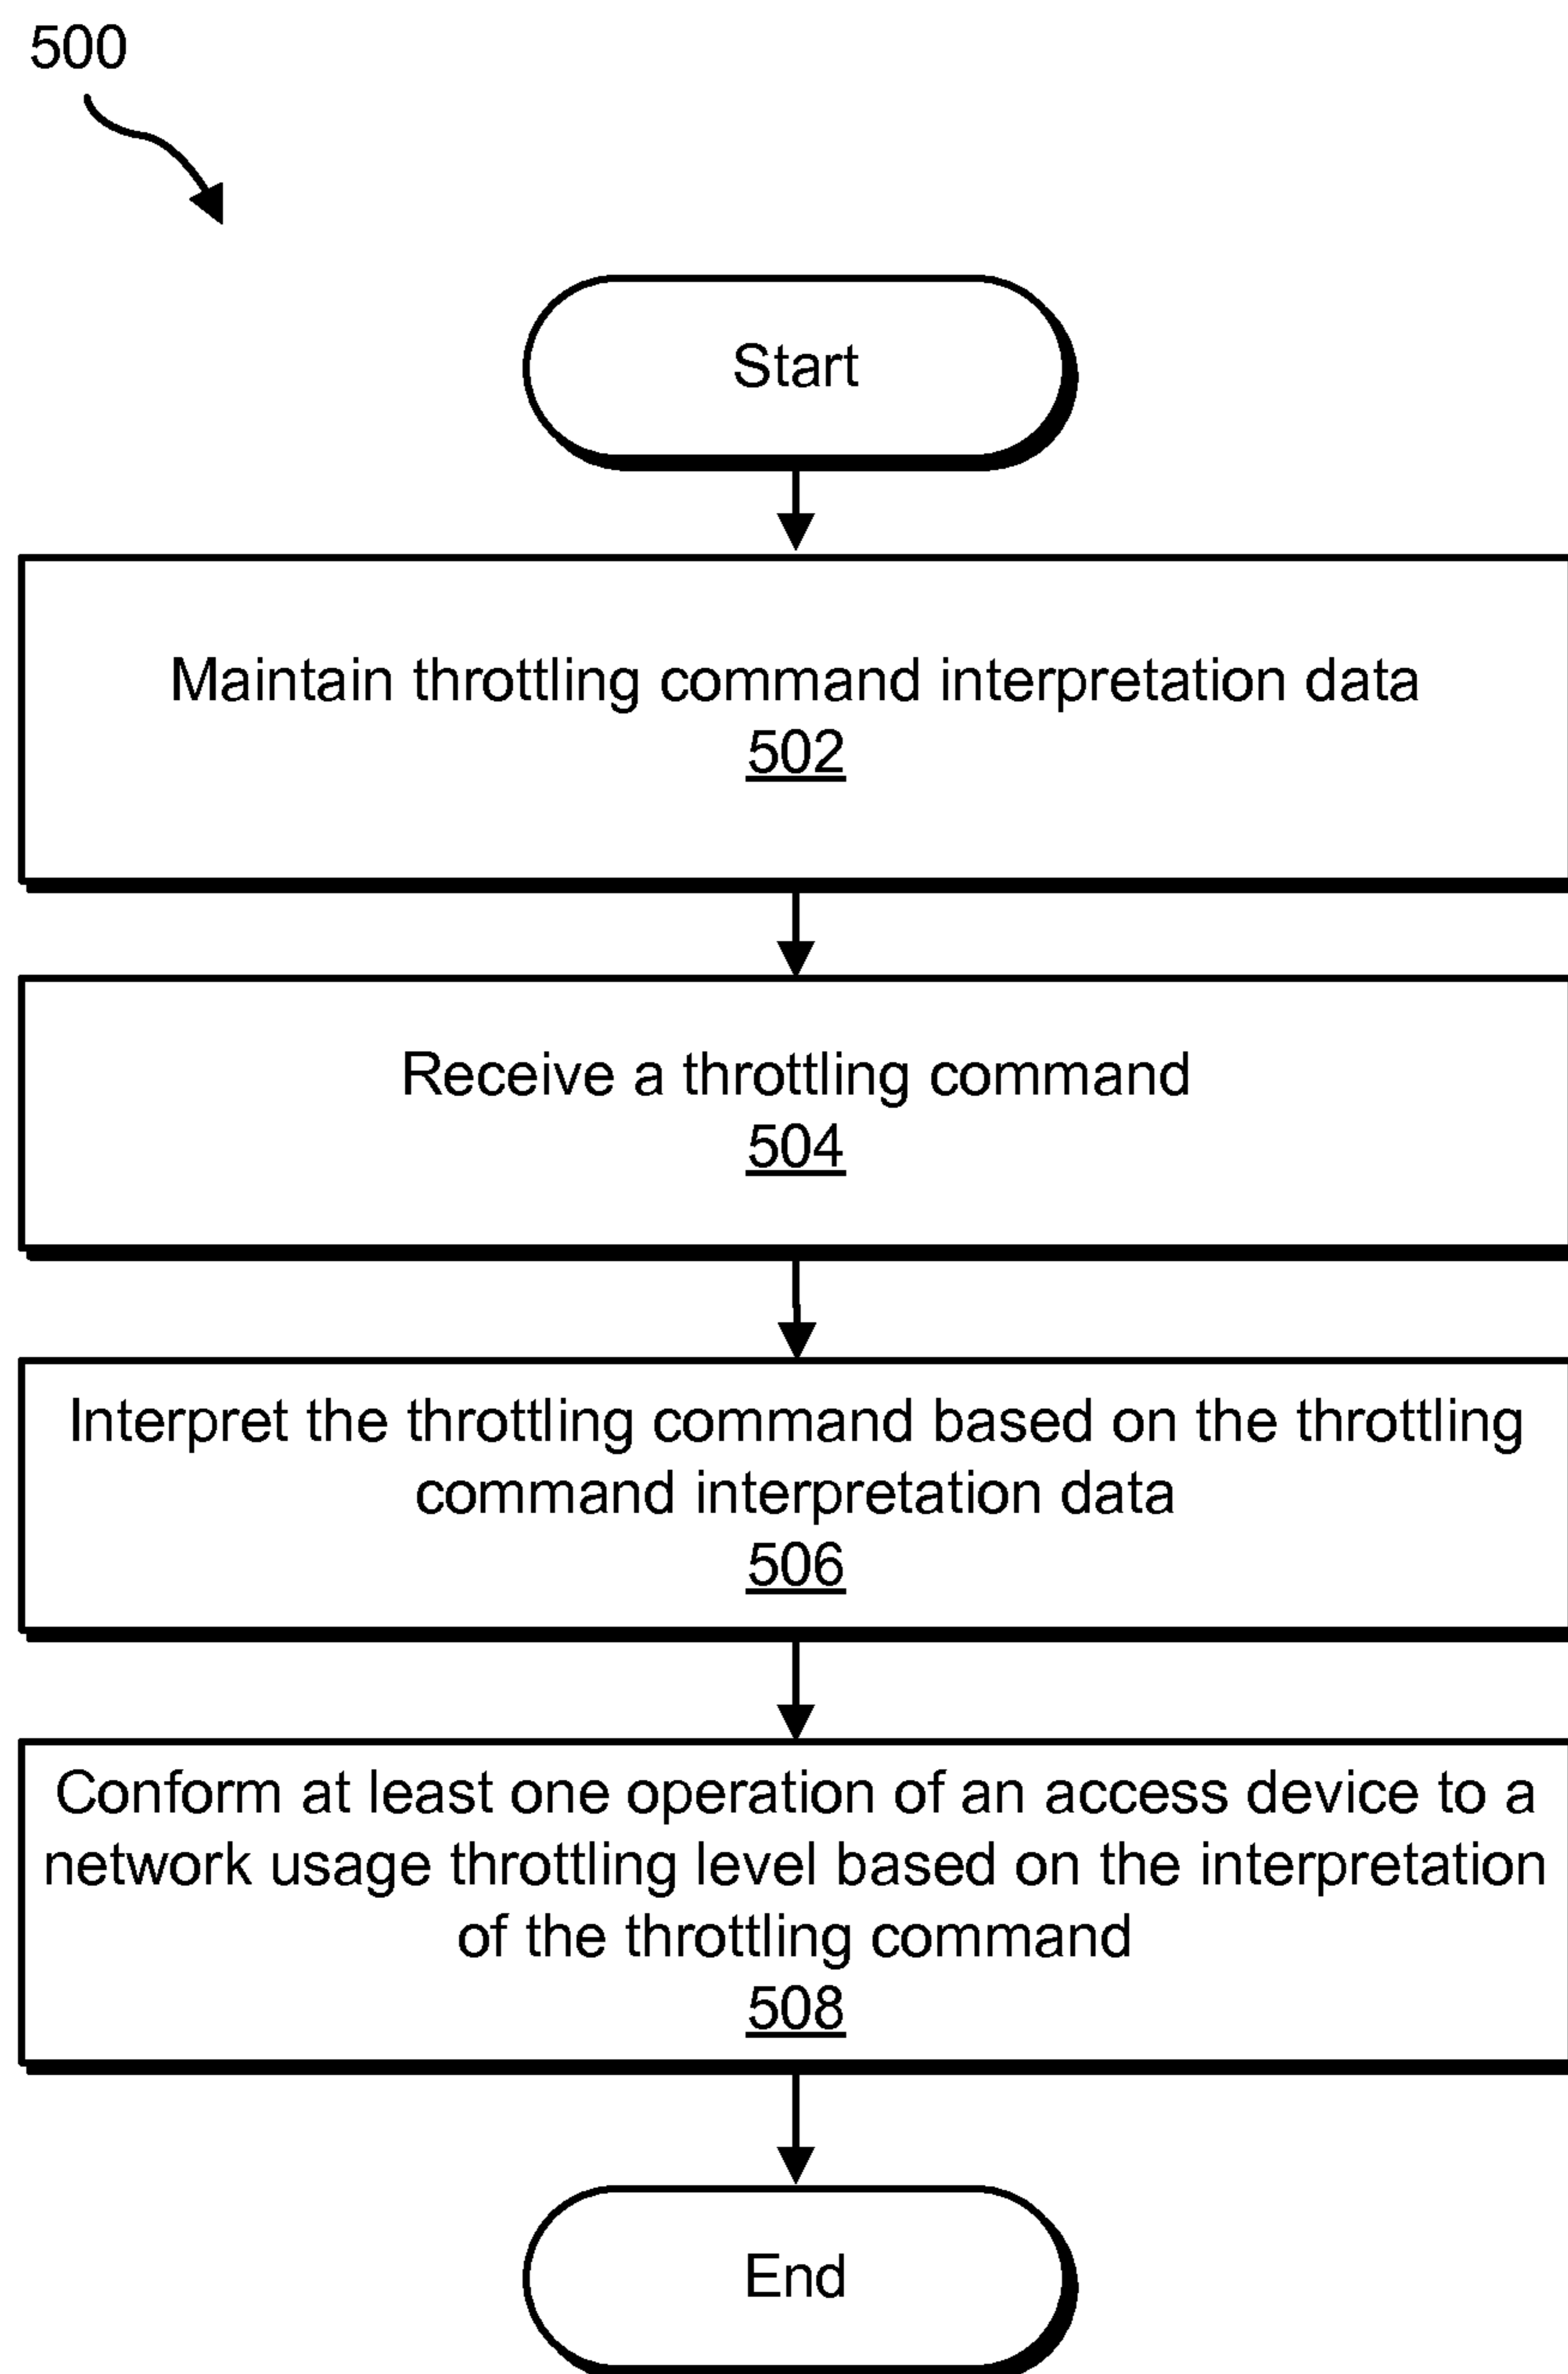 500
Start
Maintain throttling command interpretation data
502
Receive a throttling command
504
Interpret the throttling command based on the throttling
command interpretation data
506
Conform at least one operation of an access device to a
network usage throttling level based on the interpretation
of the throttling command
508
End